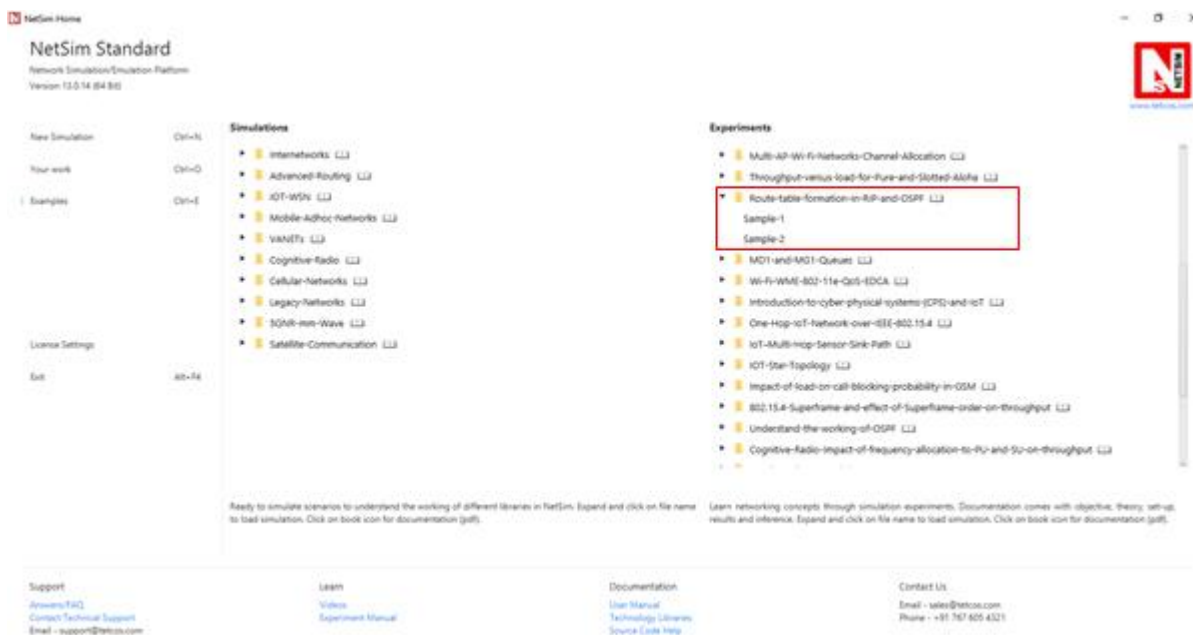 NetSim Home
NetSim Standard
Network Simulation/Emulation Platform
Version 13.0.14 (64 Bit)
NETSIM
www.tetcos.com
New Simulation Ctrl+N
Your work Ctrl+O
Examples Ctrl+E
License Settings
Exit Alt+F4
Simulations
Internetworks
Advanced-Routing
IOT-WSN
Mobile-Adhoc-Networks
VANETs
Cognitive-Radio
Cellular-Networks
Legacy-Networks
5GNR-mm-Wave
Satellite-Communication
Ready to simulate scenarios to understand the working of different libraries in NetSim. Expand and click on file name
to load simulation. Click on book icon for documentation (pdf).
Experiments
Multi-AP-Wi-Fi-Networks-Channel-Allocation
Throughput-versus-load-for-Pure-and-Slotted-Aloha
Route-table-formation-in-RIP-and-OSPF
Sample-1
Sample-2
MD1-and-MG1-Queues
Wi-Fi-WME-802-11e-QoS-EDCA
Introduction-to-cyber-physical-systems-(CPS)-and-IoT
One-Hop-IoT-Network-over-IEEE-802.15.4
IoT-Multi-Hop-Sensor-Sink-Path
IOT-Star-Topology
Impact-of-load-on-call-blocking-probability-in-GSM
802.15.4-Superframe-and-effect-of-Superframe-order-on-throughput
Understand-the-working-of-OSPF
Cognitive-Radio-Impact-of-frequency-allocation-to-PU-and-SU-on-throughput
Learn networking concepts through simulation experiments. Documentation comes with objective, theory, set-up,
results and inference. Expand and click on file name to load simulation. Click on book icon for documentation (pdf).
Support
Answers/FAQ
Contact Technical Support
Email - support@tetcos.com
Learn
Videos
Experiment Manual
Documentation
User Manual
Technology Libraries
Source Code Help
Contact Us
Email - sales@tetcos.com
Phone - +91 767 605 4321